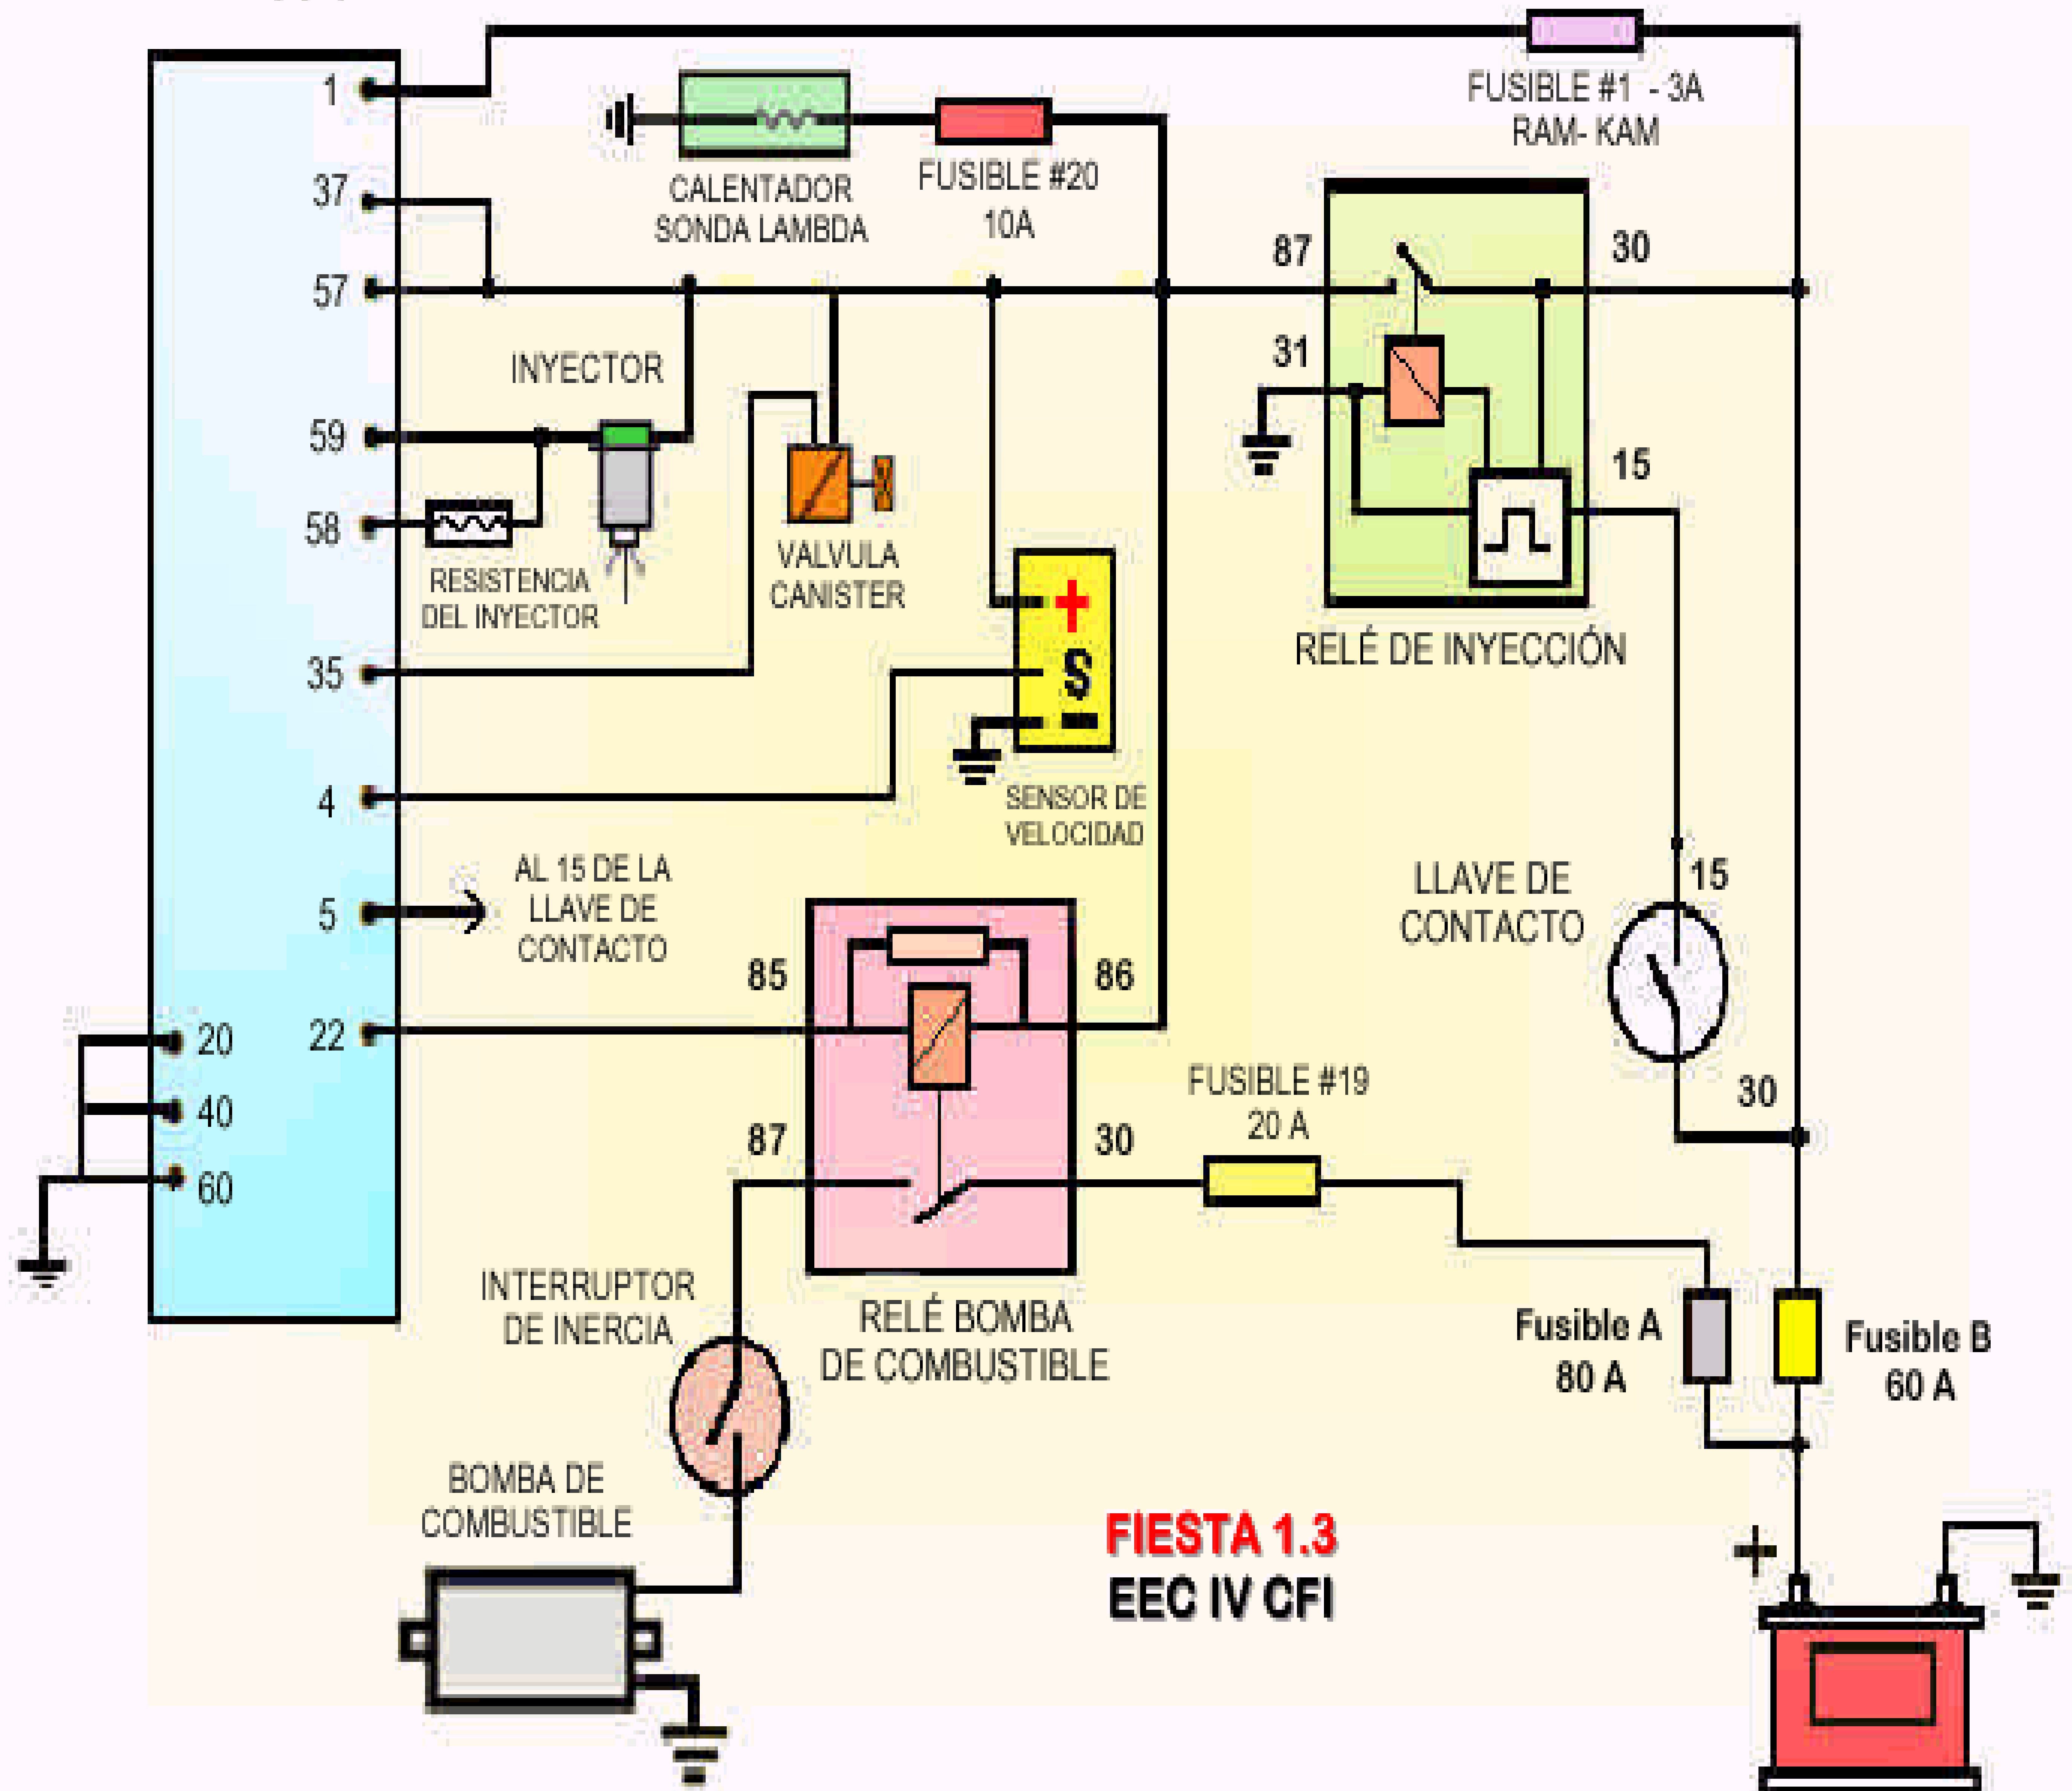 1
FUSIBLE #1 - 3A
RAM- KAM
37
CALENTADOR
SONDA LAMBDA
FUSIBLE #20
10A
87
30
57
31
INYECTOR
59
15
58
RESISTENCIA
DEL INYECTOR
VALVULA
CANISTER
+
S
RELÉ DE INYECCIÓN
35
4
SENSOR DE
VELOCIDAD
5
AL 15 DE LA
LLAVE DE
CONTACTO
LLAVE DE
CONTACTO
15
85
86
20
22
40
60
FUSIBLE #19
20 A
30
87
30
INTERRUPTOR
DE INERCIA
RELÉ BOMBA
DE COMBUSTIBLE
Fusible A
80 A
Fusible B
60 A
BOMBA DE
COMBUSTIBLE
FIESTA 1.3
EEC IV CFI
+